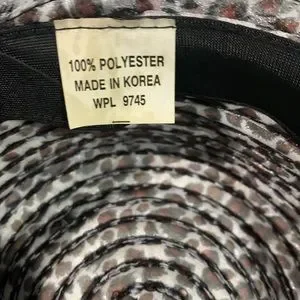 100% POLYESTER
MADE IN KOREA
WPL 9745